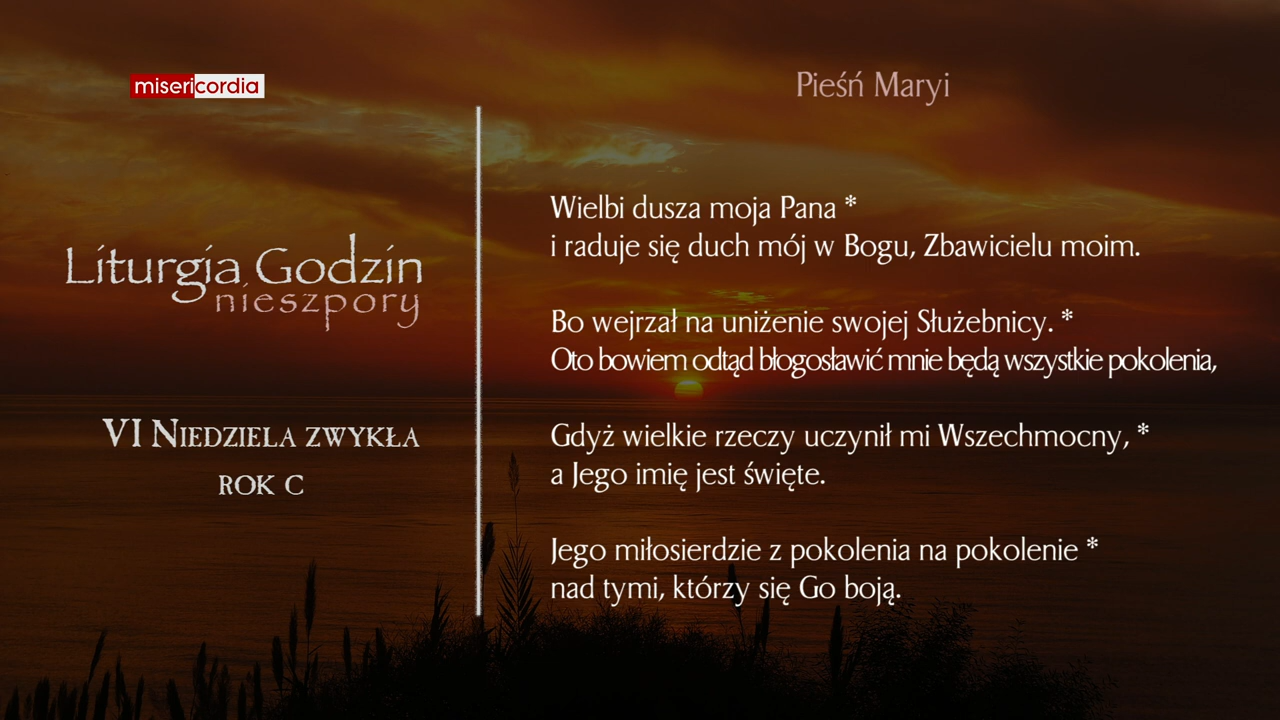 misericordia
Liturgia Godzin
nieszpory
VI Niedziela zwykła
rok C
Pieśń Maryi
Wielbi dusza moja Pana *
i raduje się duch mój w Bogu, Zbawicielu moim.
Bo wejrzał na uniżenie swojej Służebnicy. *
Oto bowiem odtąd błogosławić mnie będą wszystkie pokolenia,
Gdyż wielkie rzeczy uczynił mi Wszechmocny, *
a Jego imię jest święte.
Jego miłosierdzie z pokolenia na pokolenie *
nad tymi, którzy się Go boją.